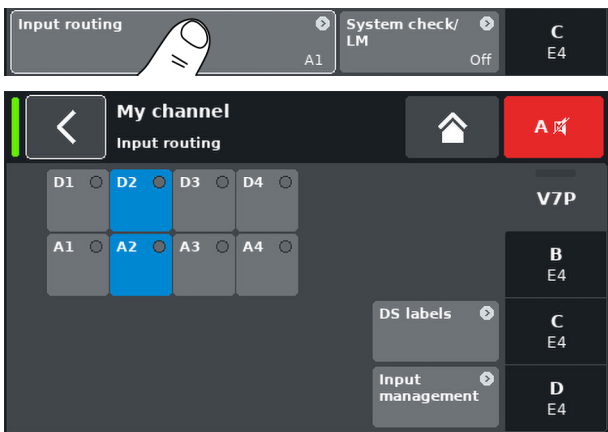 Input routing
A1
System check/
LM
Off
C
E4
My channel
Input routing
A
D1 D2 D3 D4
V7P
A1 A2 A3 A4
B
E4
DS labels
C
E4
Input
management
D
E4